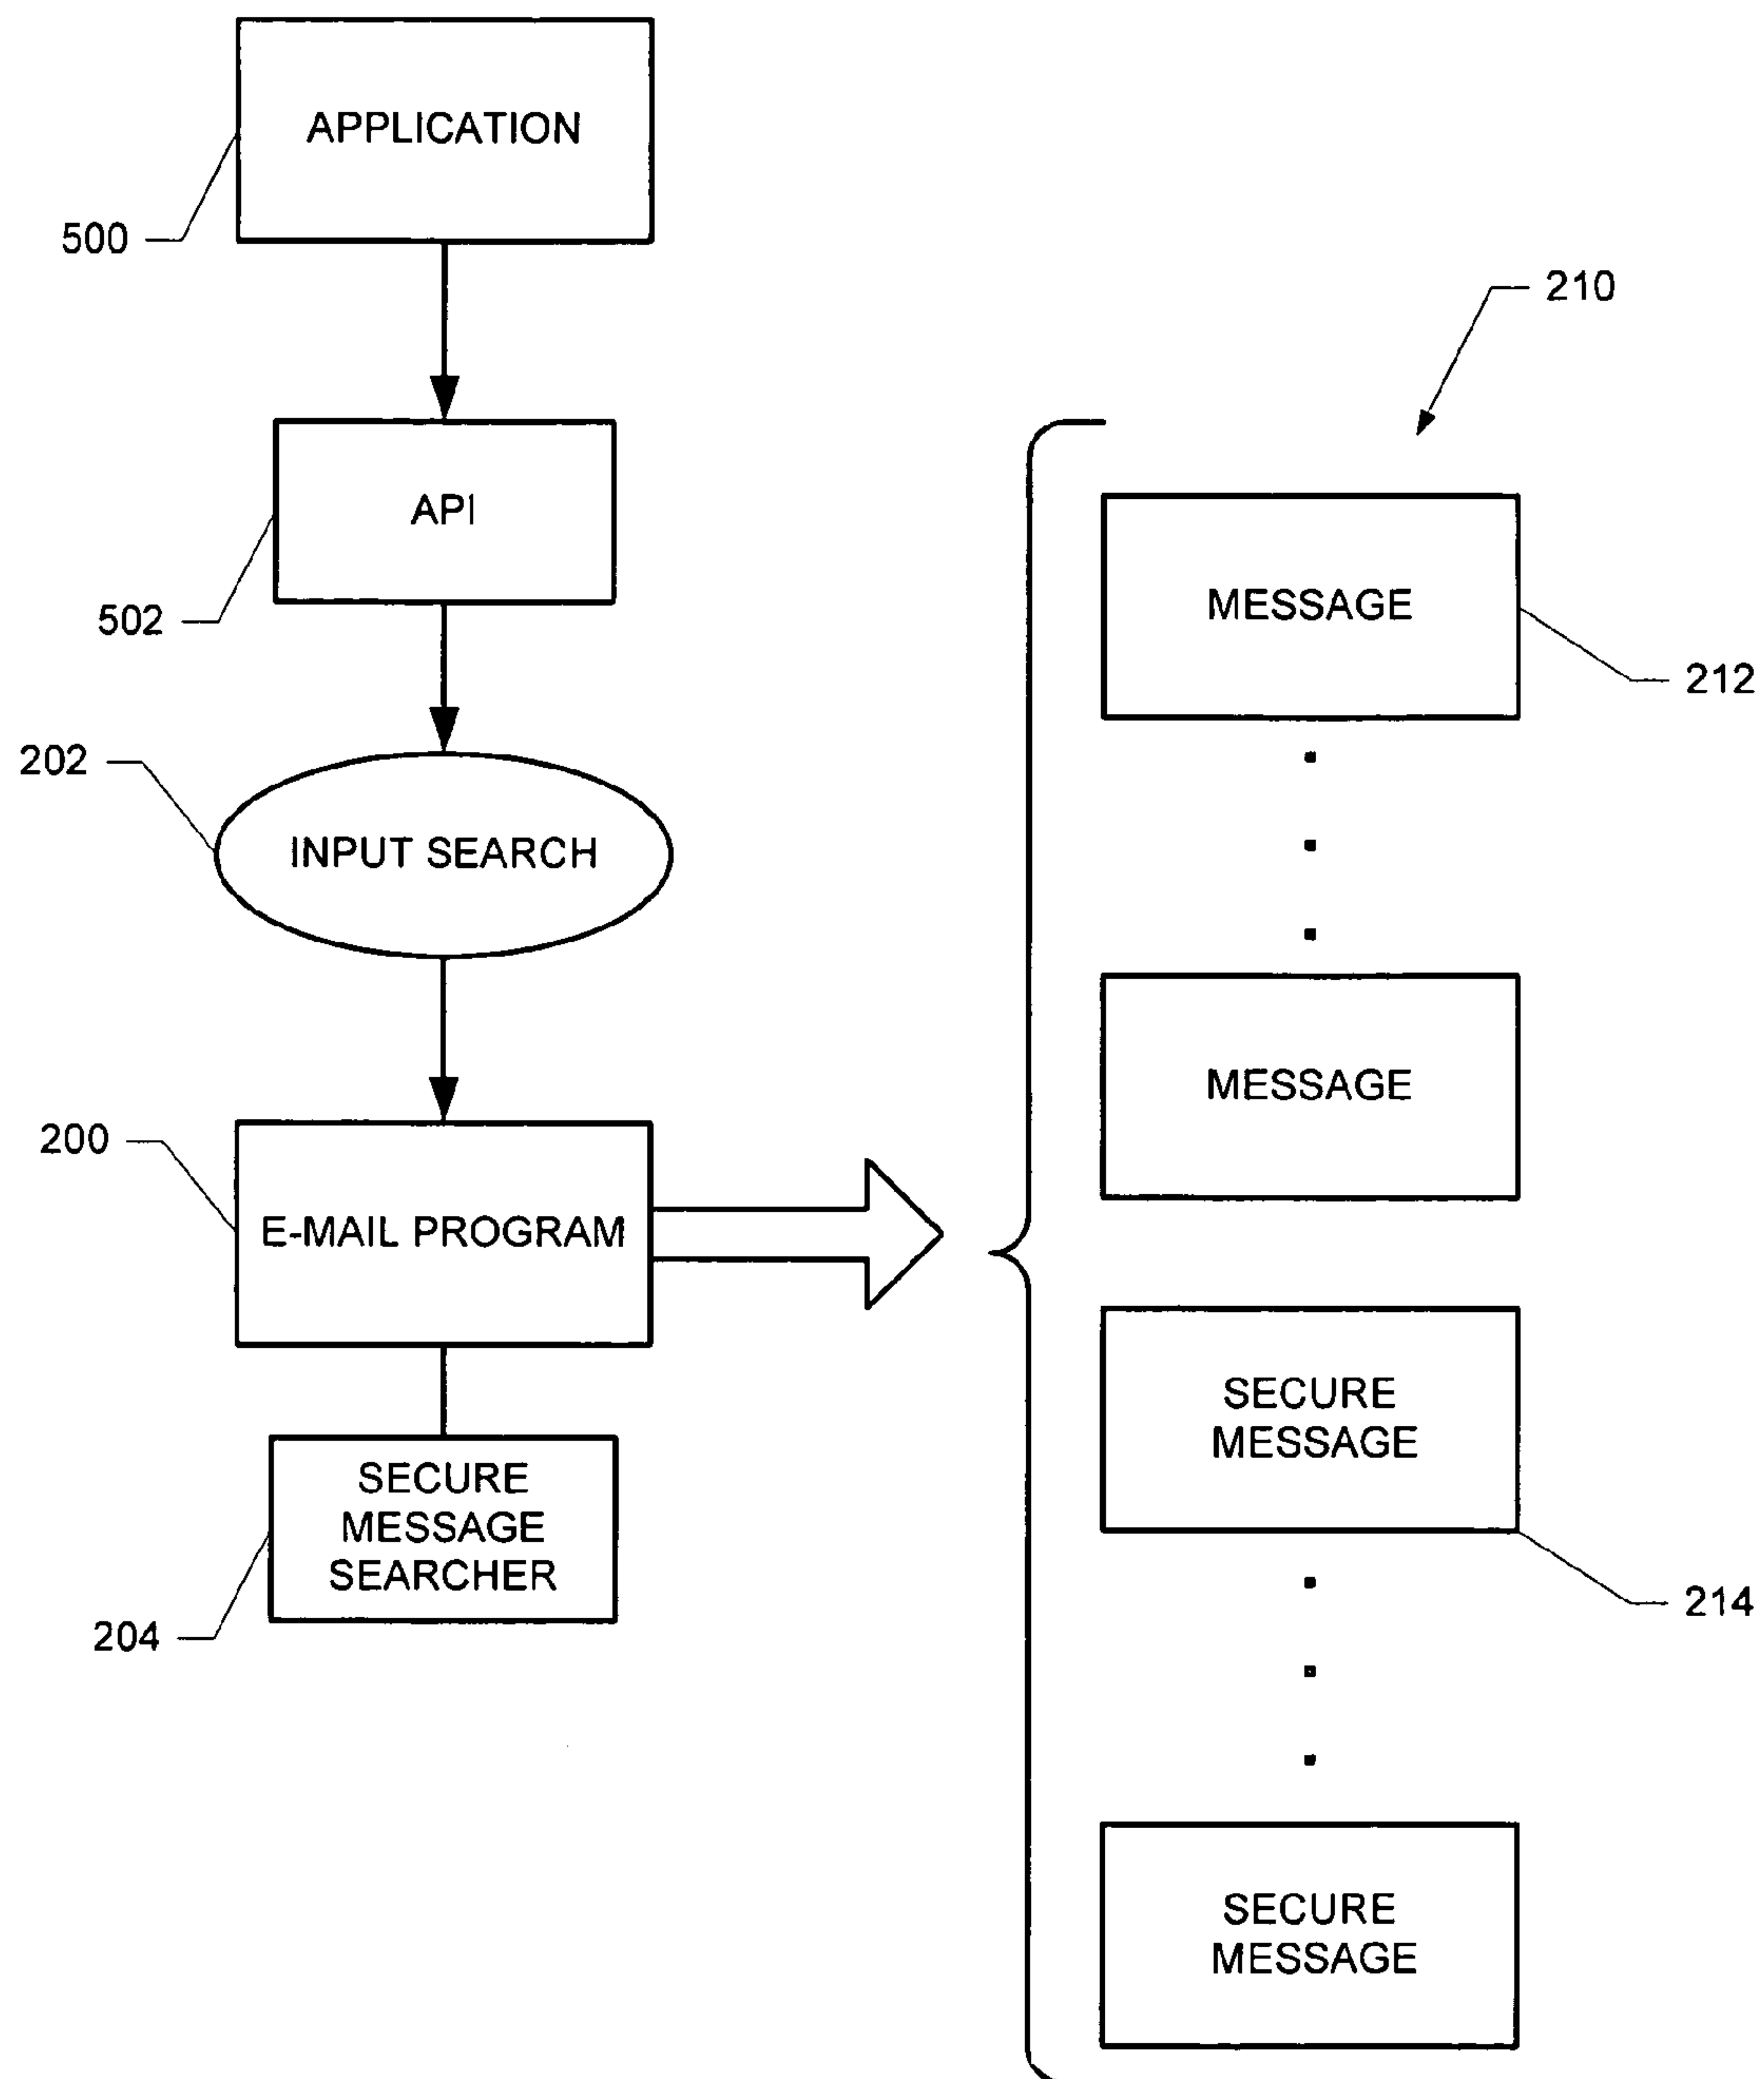 APPLICATION
500
API
502
202
INPUT SEARCH
200
E-MAIL PROGRAM
SECURE
MESSAGE
SEARCHER
204
210
MESSAGE
212
MESSAGE
SECURE
MESSAGE
214
SECURE
MESSAGE